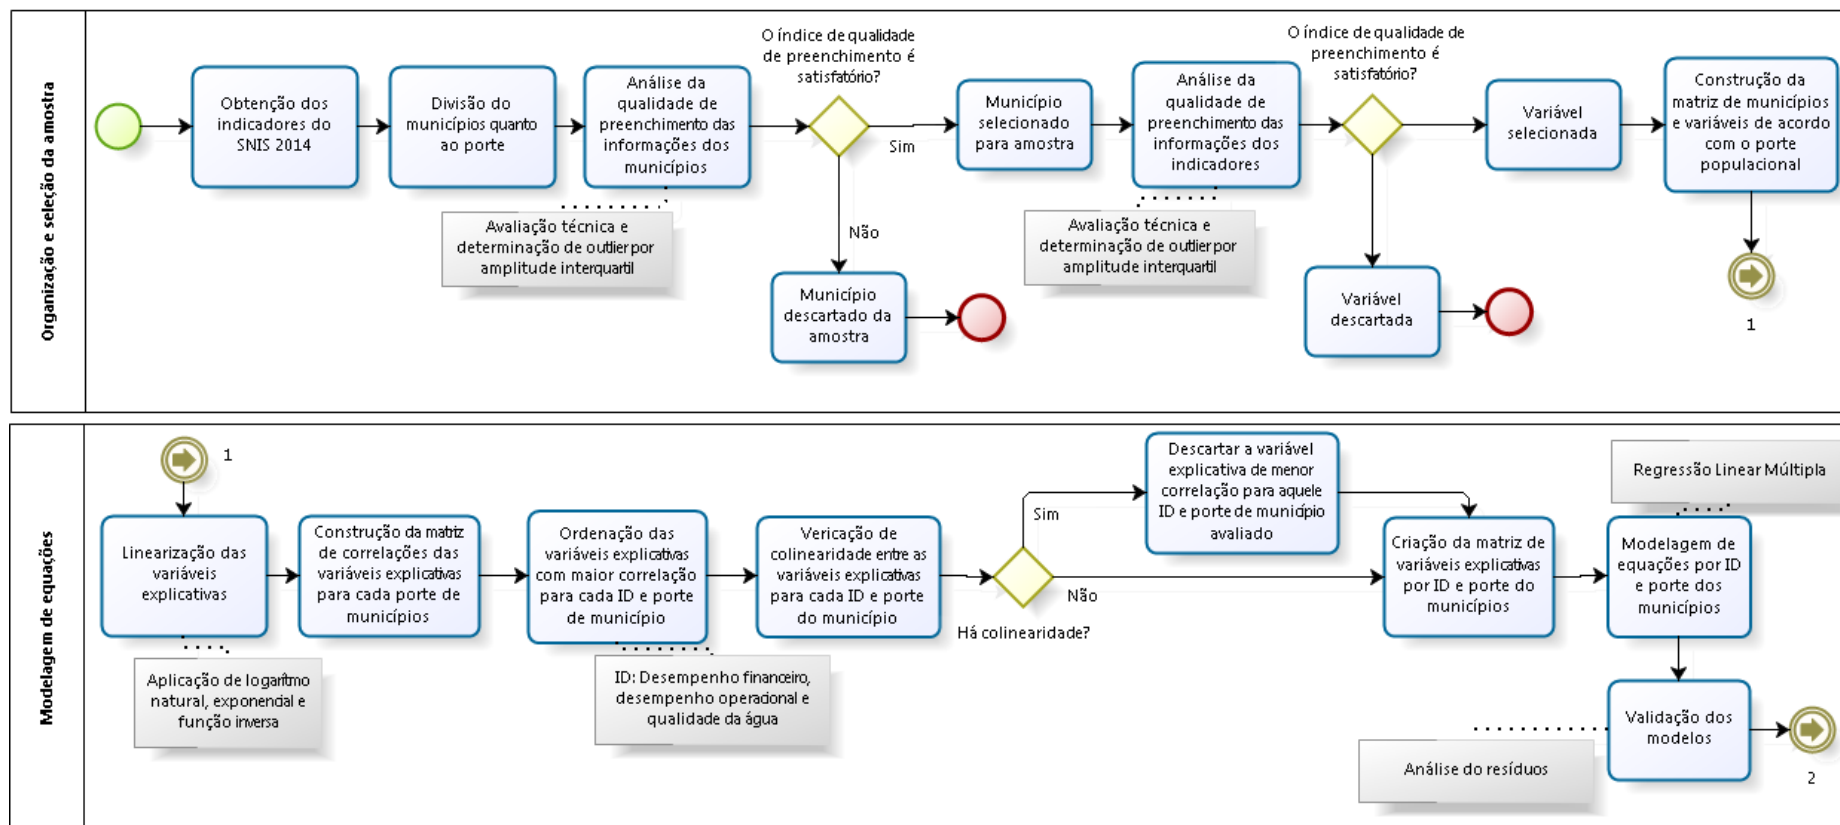 Organização e seleção da amostra
Obtenção dos
indicadores do
SNIS 2014
Divisão do
municípios quanto
ao porte
Análise da
qualidade de
preenchimento das
informações dos
municípios
Avaliação técnica e
determinação de outlier por
amplitude interquartil
O índice de qualidade
de preenchimento é
satisfatório?
Sim
Não
Município
descartado da
amostra
Município
selecionado
para amostra
Análise da
qualidade de
preenchimento das
informações dos
indicadores
Avaliação técnica e
determinação de outlier por
amplitude interquartil
O índice de qualidade de
preenchimento é
satisfatório?
Variável
descartada
Variável
selecionada
Construção da
matriz de municípios
e variáveis de acordo
com o porte
populacional
1
Modelagem de equações
1
Linearização das
variáveis
explicativas
Aplicação de logaritmo
natural, exponencial e
função inversa
Construção da matriz
de correlações das
variáveis explicativas
para cada porte de
municípios
Ordenação das
variáveis explicativas
com maior correlação
para cada ID e porte
de município
ID: Desempenho financeiro,
desempenho operacional e
qualidade da água
Vericação de
colinearidade entre as
variáveis explicativas
para cada ID e porte
do município
Há colinearidade?
Sim
Não
Descartar a variável
explicativa de menor
correlação para aquele
ID e porte de município
avaliado
Criação da matriz de
variáveis explicativas
por ID e porte do
municípios
Regressão Linear Múltipla
Modelagem de
equações por ID
e porte dos
municípios
Validação dos
modelos
Análise do resíduos
2